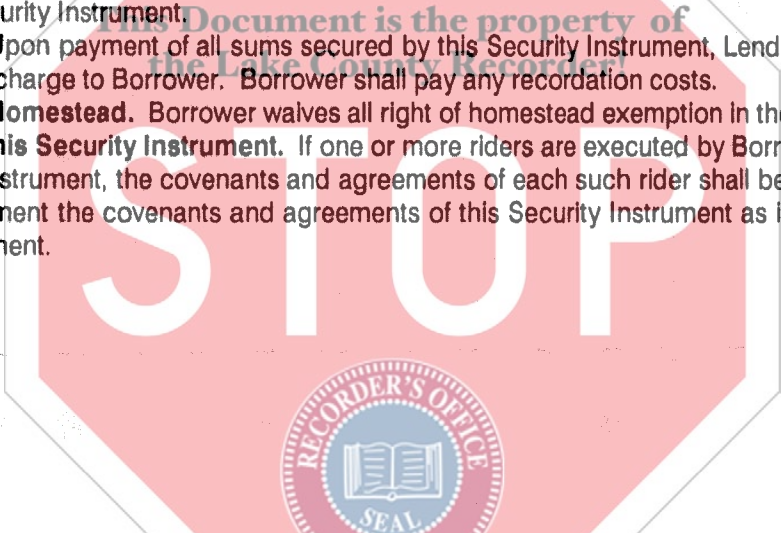 urity Instrument.
This Document is the property of
pon payment of all sums secured by this Security Instrument, Lend
the Lake County Recorder!
charge to Borrower. Borrower shall pay any recordation costs.
omestead. Borrower waives all right of homestead exemption in the
his Security Instrument. If one or more riders are executed by Borr
strument, the covenants and agreements of each such rider shall be
nent the covenants and agreements of this Security Instrument as i
nent.
STOP
RECORDER'S OFFICE
SEAL